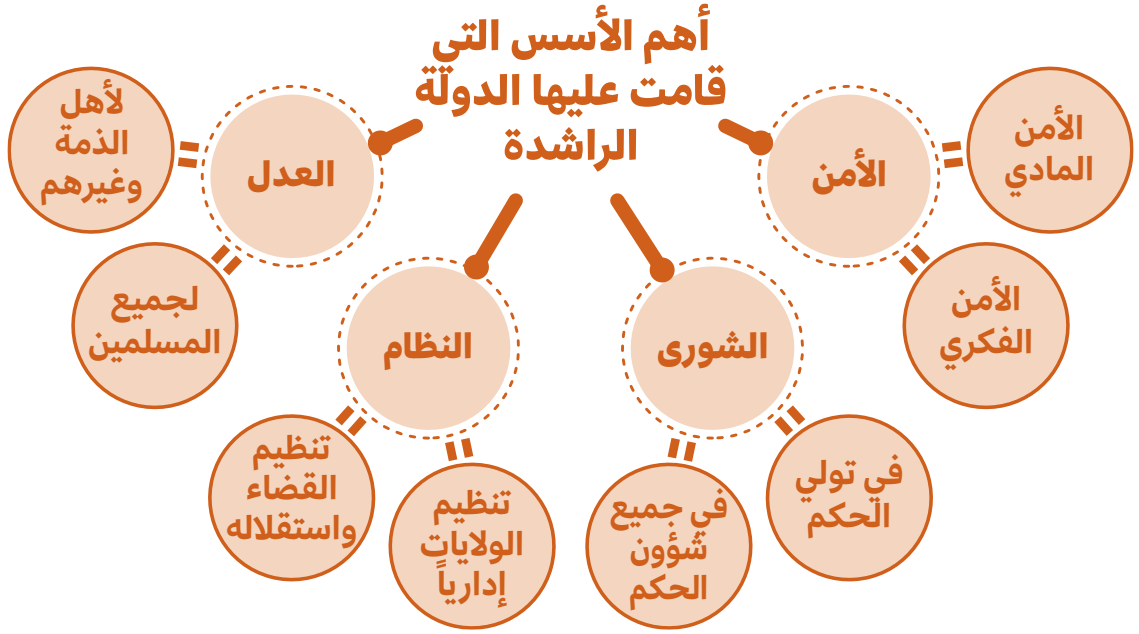 أهم الأسس التي
قامت عليها الدولة
الراشدة
الأمن
الأمن
المادي
الأمن
الفكري
الشورى
في تولي
الحكم
في جميع
شؤون
الحكم
النظام
تنظيم
الولايات
إدارياً
تنظيم
القضاء
واستقلاله
العدل
لجميع
المسلمين
لأهل
الذمة
وغيرهم